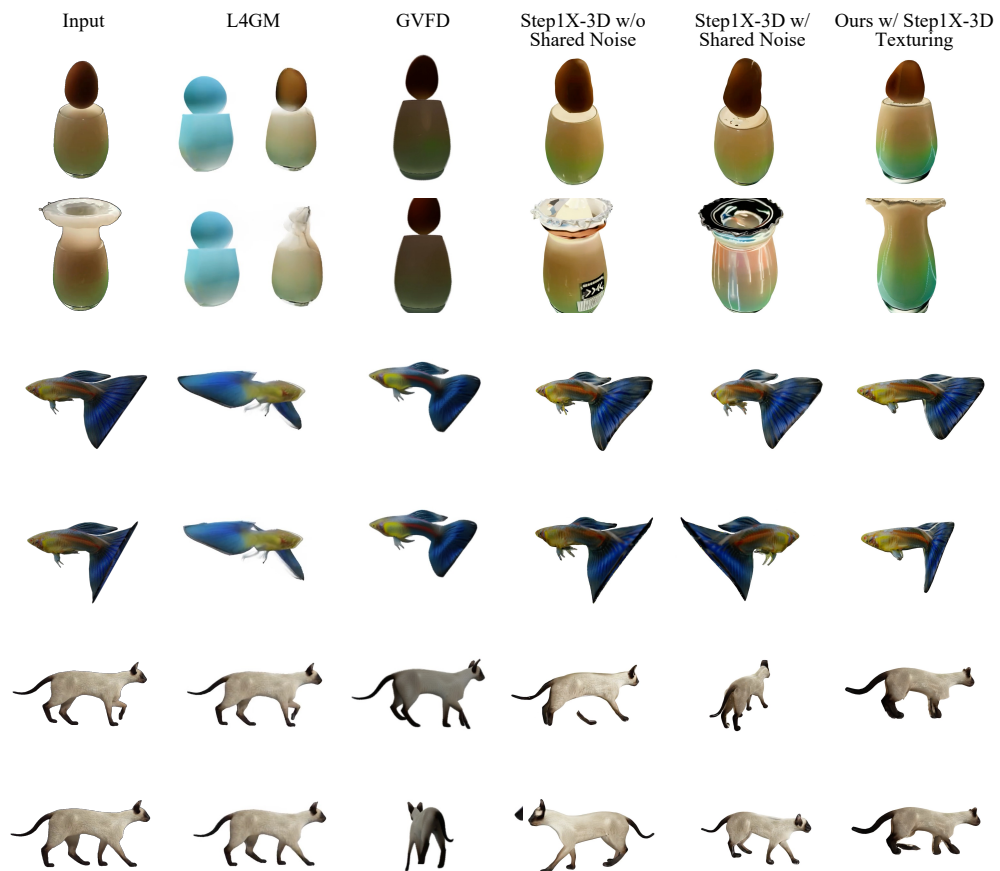 Input
L4GM
GVFD
Step1X-3D w/o
Shared Noise
Step1X-3D w/
Shared Noise
Ours w/ Step1X-3D
Texturing